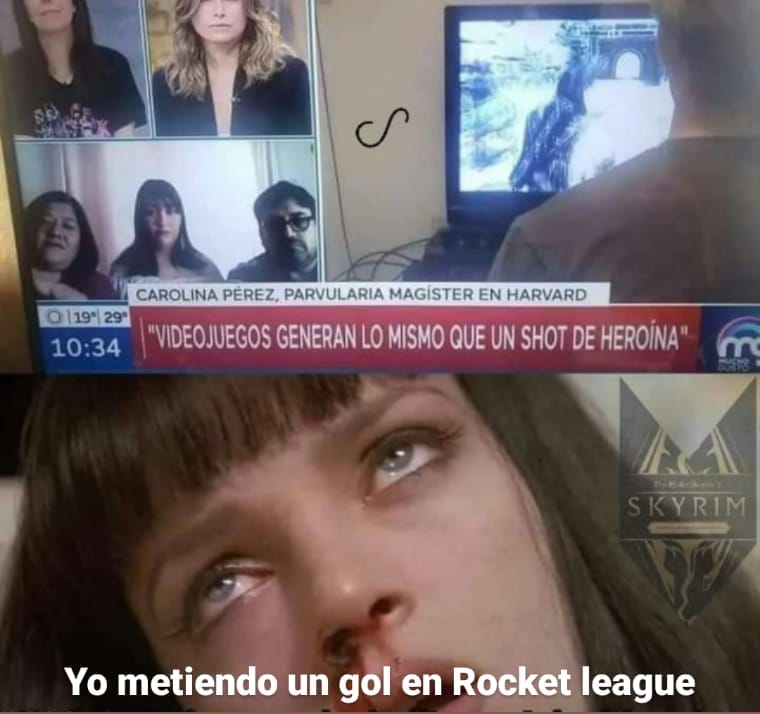 CAROLINA PÉREZ, PARVULARIA MAGÍSTER EN HARVARD
19° 29°
10:34
"VIDEOJUEGOS GENERAN LO MISMO QUE UN SHOT DE HEROÍNA"
MUCHO
GUSTO
SKYRIM
Yo metiendo un gol en Rocket league